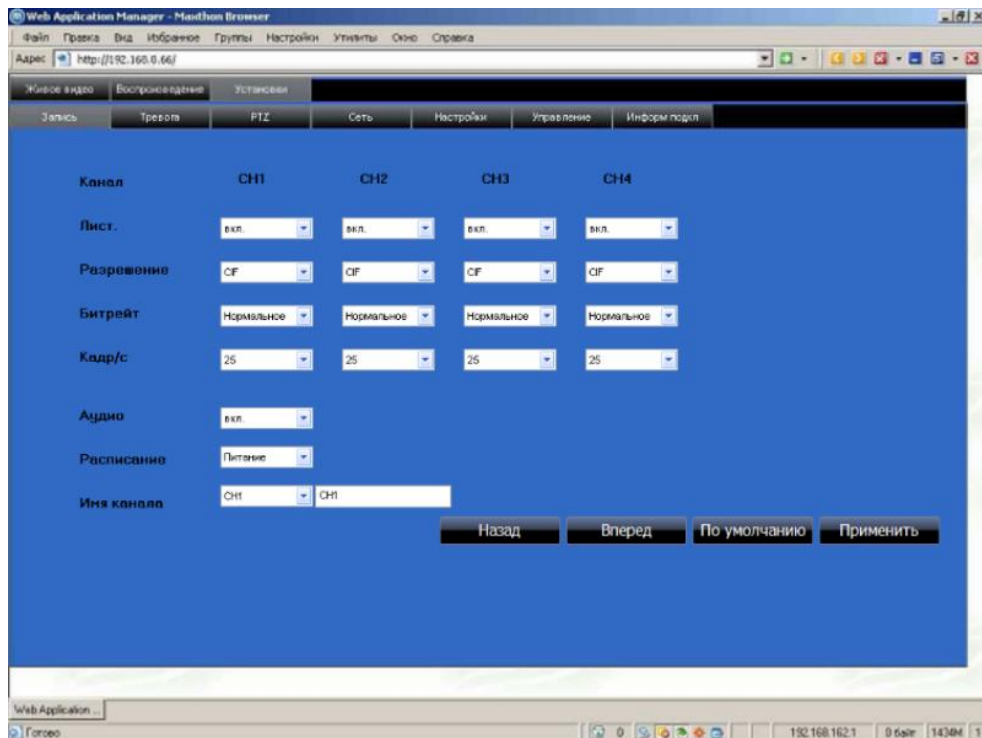 Web Application Manager - Maxthon Browser
Файл Правка Вид Избранное Группы Настройки Утилиты Окно Справка
Адрес http://192.168.0.66/
Живое видео Воспроизведение Установки
Запись Тревога PTZ Сеть Настройки Управление Информ подкл
Канал CH1 CH2 CH3 CH4
Лист. вкл. вкл. вкл. вкл.
Разрешение CIF CIF CIF CIF
Битрейт Нормальное Нормальное Нормальное Нормальное
Кадр/с 25 25 25 25
Аудио вкл.
Расписание Питание
Имя канала CH1 CH1
Назад Вперед По умолчанию Применить
Web Application ...
Готово 0 192.168.162.1 0 байт 1434M 1